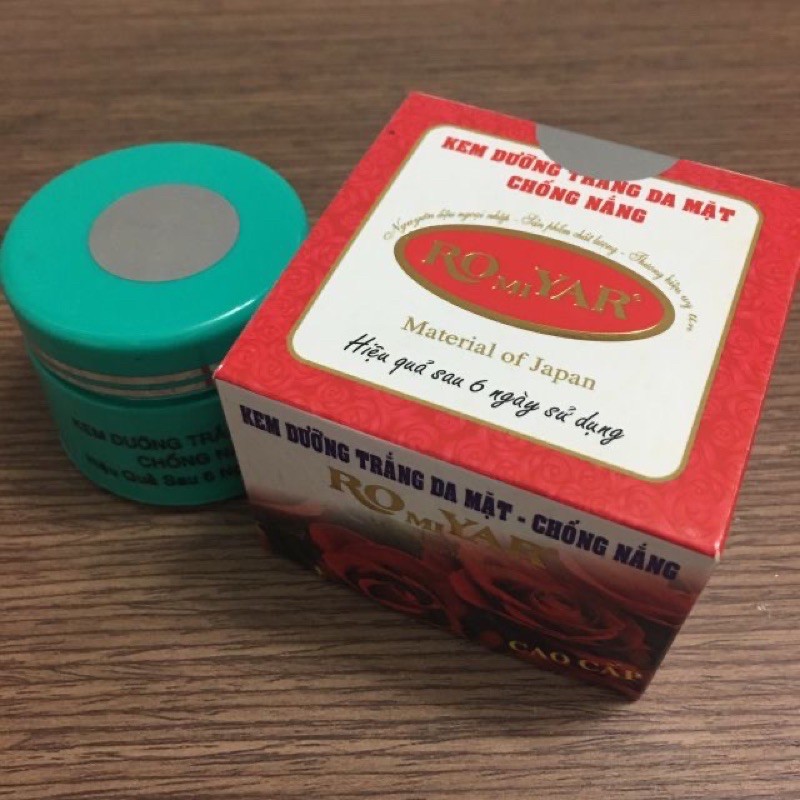 KEM DƯỠNG TRẮNG DA MẶT
CHỐNG NẮNG
Nguyên liệu ngoại nhập - Sản phẩm chất lượng - Thương hiệu uy tín
ROMIYAR®
Material of Japan
Hiệu quả sau 6 ngày sử dụng
KEM DƯỠNG TRẮNG DA MẶT - CHỐNG NẮNG
ROMIYAR
CAO CẤP
KEM DƯỠNG TRẮ
CHỐNG N
Hiệu Quả Sau 6 N